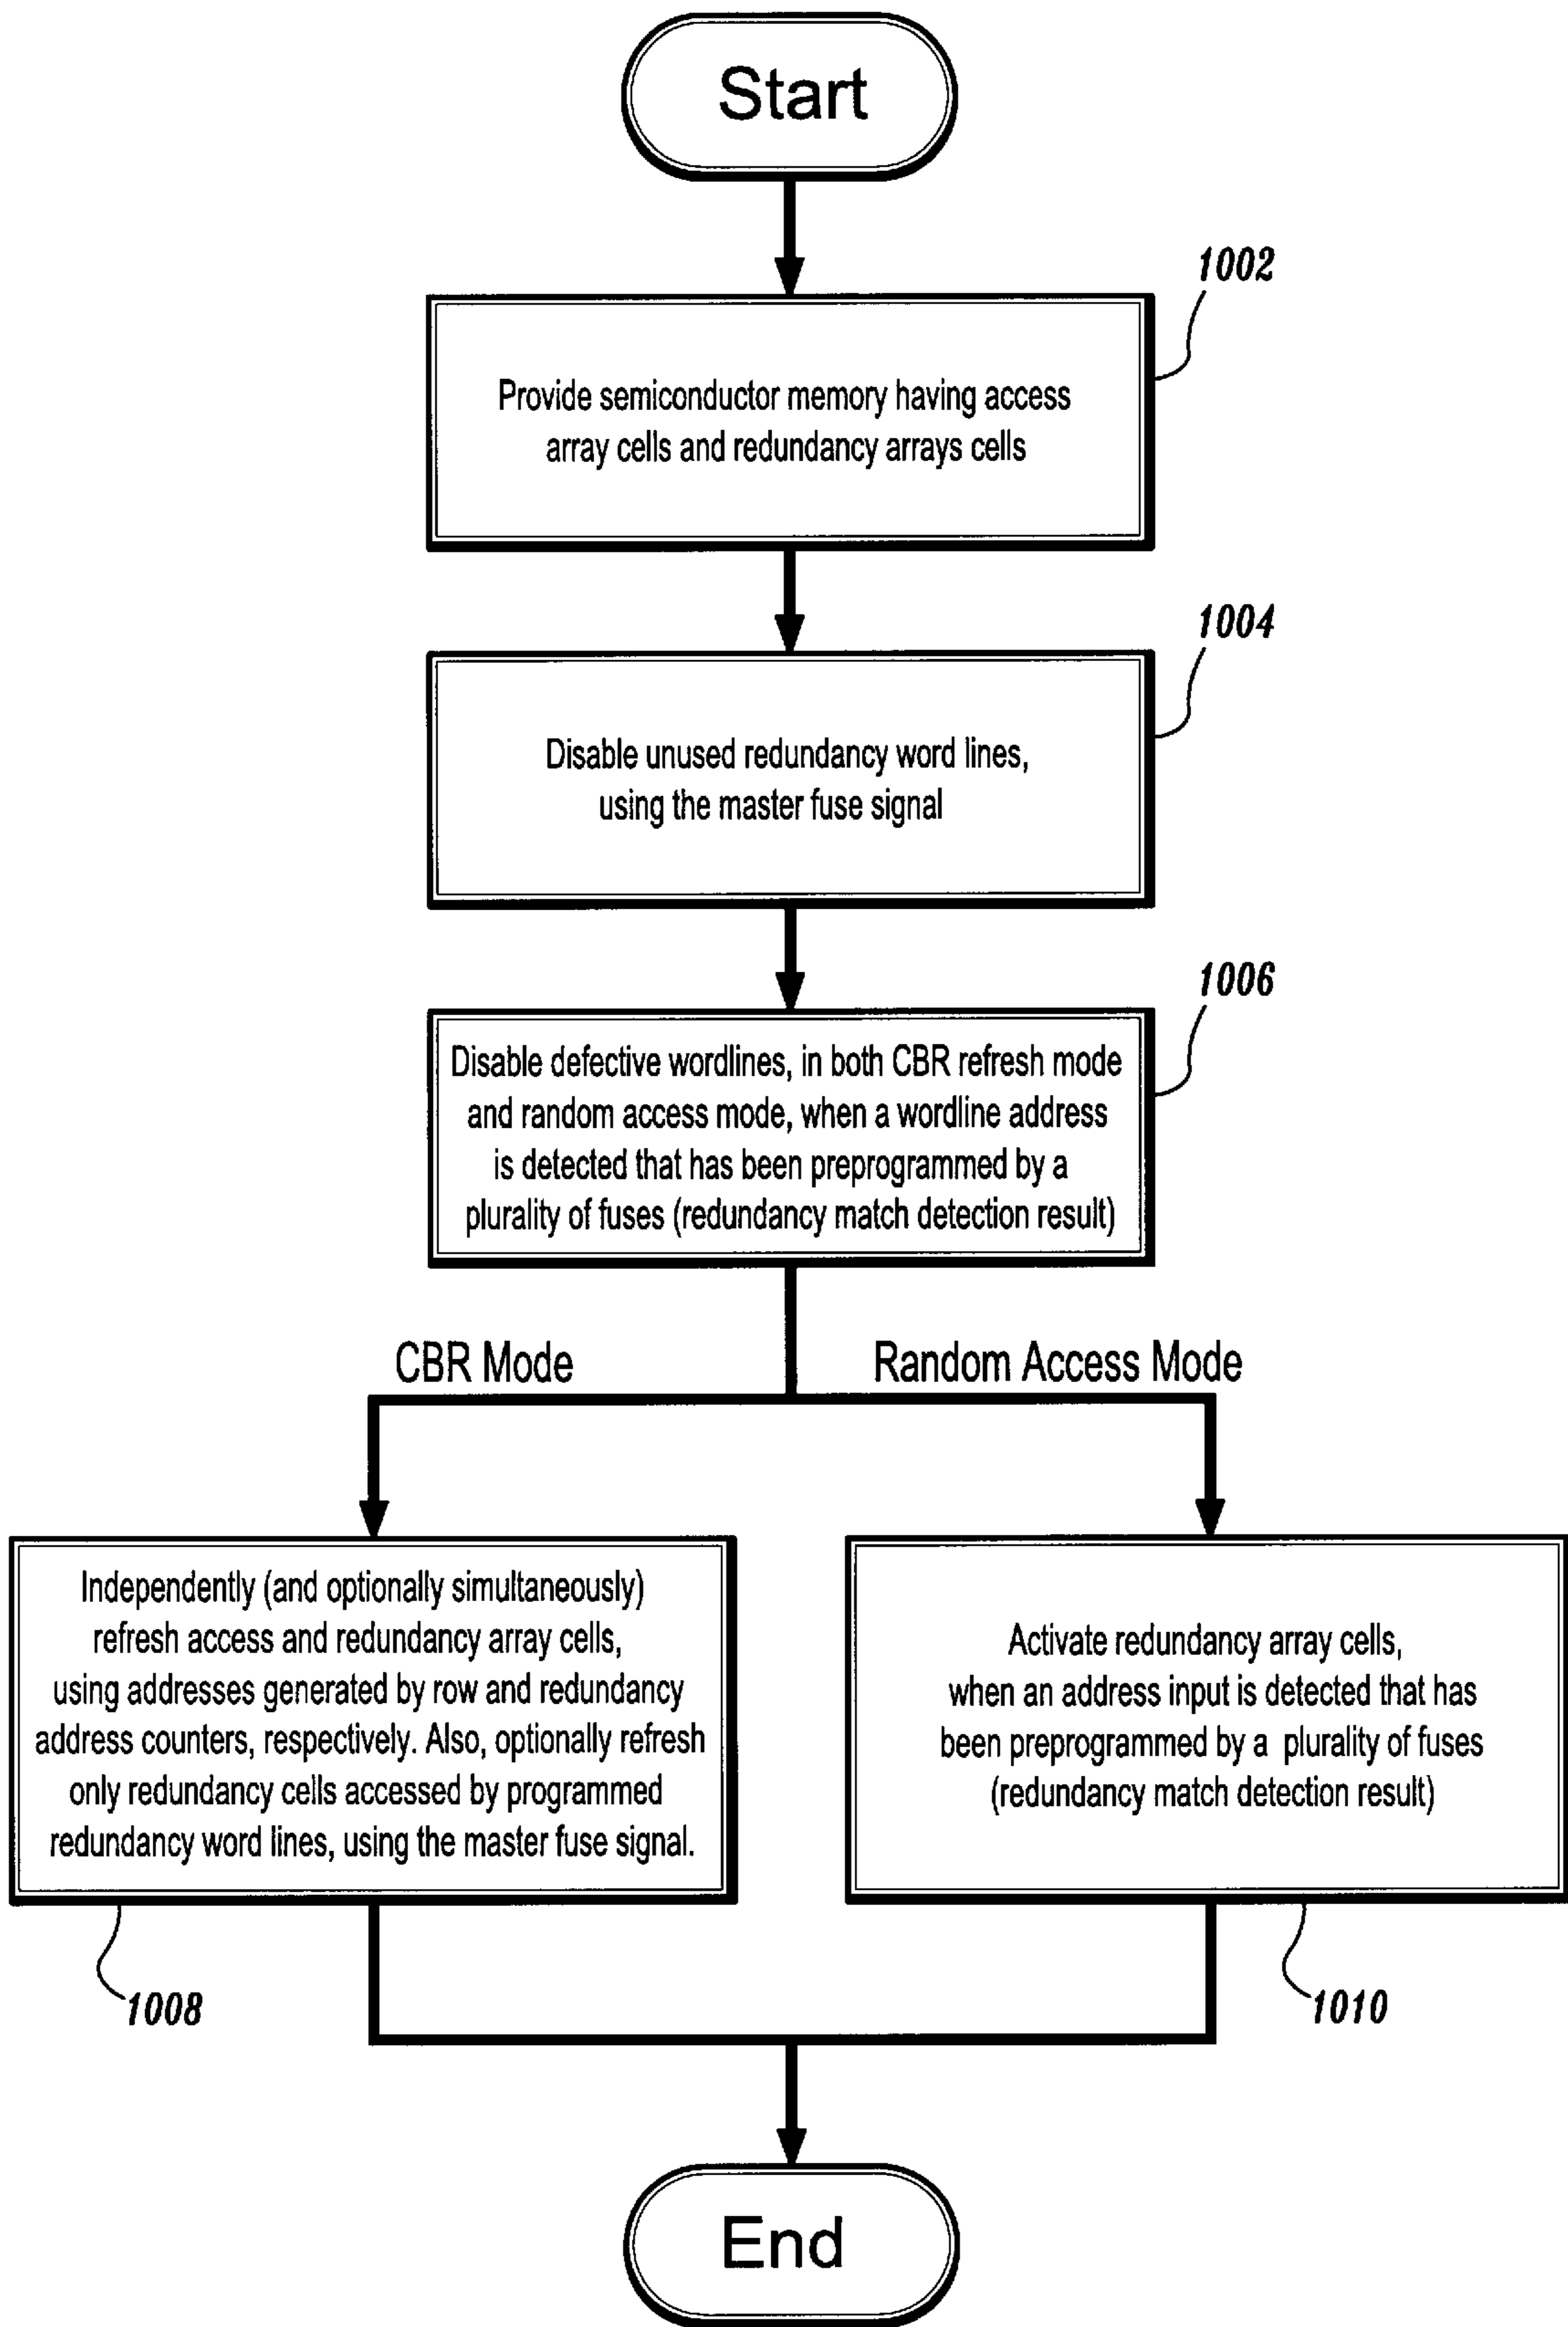 Start
1002
Provide semiconductor memory having access
array cells and redundancy arrays cells
1004
Disable unused redundancy word lines,
using the master fuse signal
1006
Disable defective wordlines, in both CBR refresh mode
and random access mode, when a wordline address
is detected that has been preprogrammed by a
plurality of fuses (redundancy match detection result)
CBR Mode
Random Access Mode
Independently (and optionally simultaneously)
refresh access and redundancy array cells,
using addresses generated by row and redundancy
address counters, respectively. Also, optionally refresh
only redundancy cells accessed by programmed
redundancy word lines, using the master fuse signal.
1008
Activate redundancy array cells,
when an address input is detected that has
been preprogrammed by a plurality of fuses
(redundancy match detection result)
1010
End